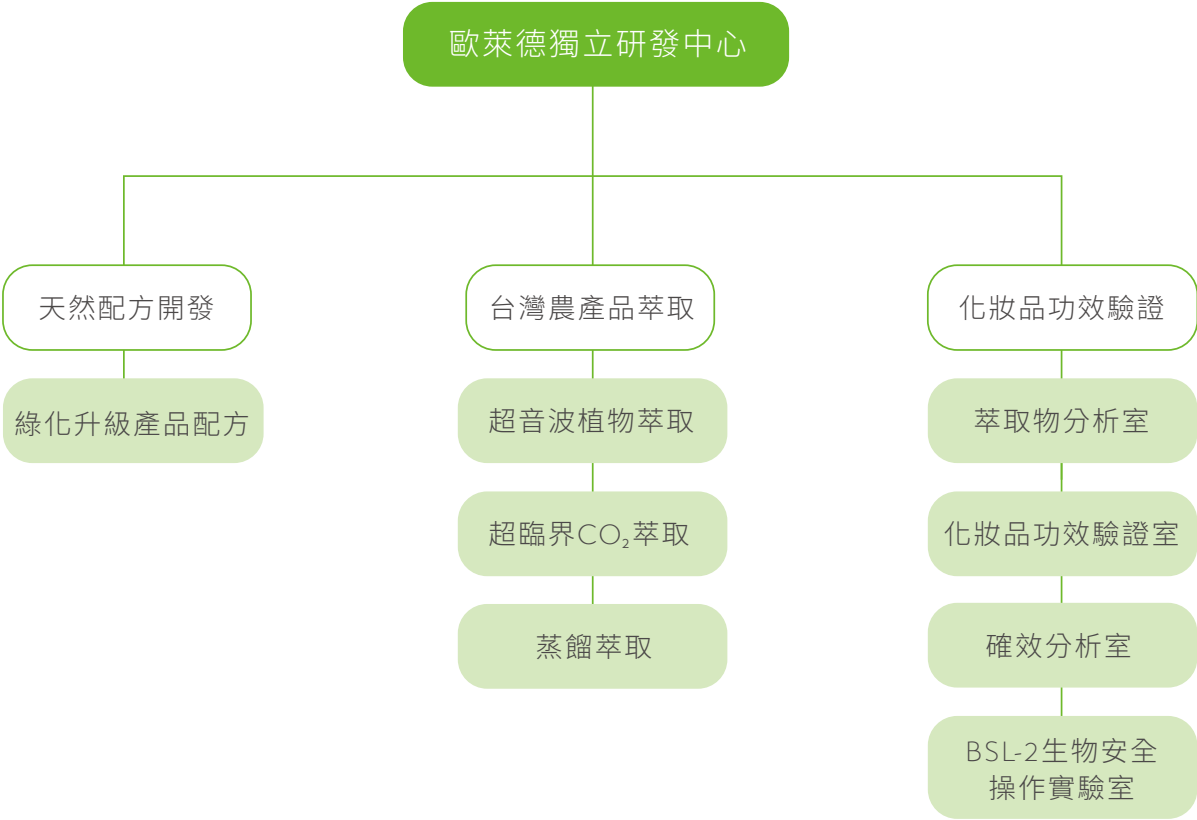 歐萊德獨立研發中心
天然配方開發
綠化升級產品配方
台灣農產品萃取
超音波植物萃取
超臨界CO₂萃取
蒸餾萃取
化妝品功效驗證
萃取物分析室
化妝品功效驗證室
確效分析室
BSL-2生物安全
操作實驗室